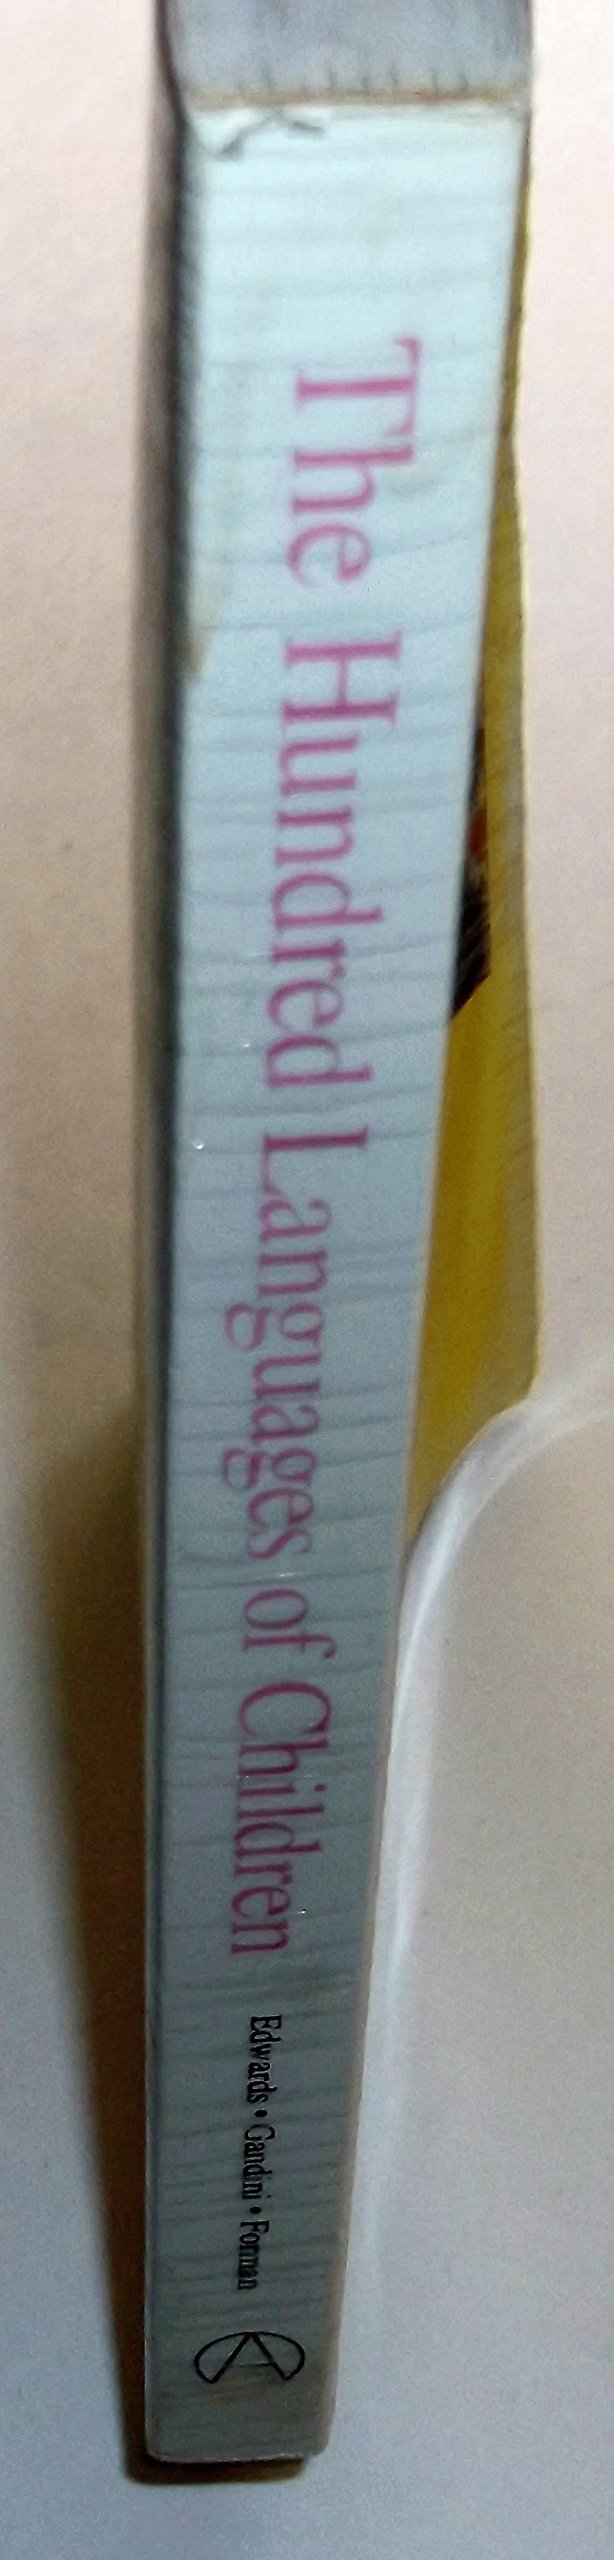 The Hundred Languages of Children
Edwards • Gandini • Forman